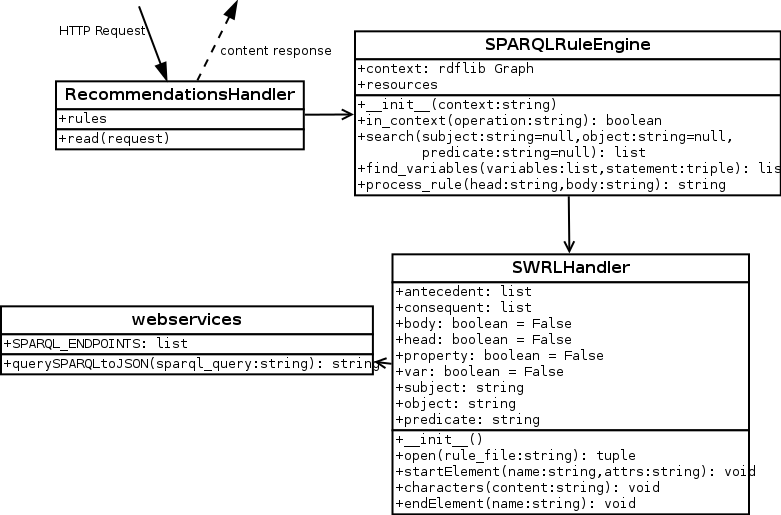 HTTP Request
content response
RecommendationsHandler
+rules
+read(request)
SPARQLRuleEngine
+context: rdflib Graph
+resources
+__init__(context:string)
+in_context(operation:string): boolean
+search(subject:string=null,object:string=null,
predicate:string=null): list
+find_variables(variables:list,statement:triple): lis
+process_rule(head:string,body:string): string
SWRLHandler
+antecedent: list
+consequent: list
+body: boolean = False
+head: boolean = False
+property: boolean = False
+var: boolean = False
+subject: string
+object: string
+predicate: string
+__init__()
+open(rule_file:string): tuple
+startElement(name:string,attrs:string): void
+characters(content:string): void
+endElement(name:string): void
webservices
+SPARQL_ENDPOINTS: list
+querySPARQLtoJSON(sparql_query:string): string